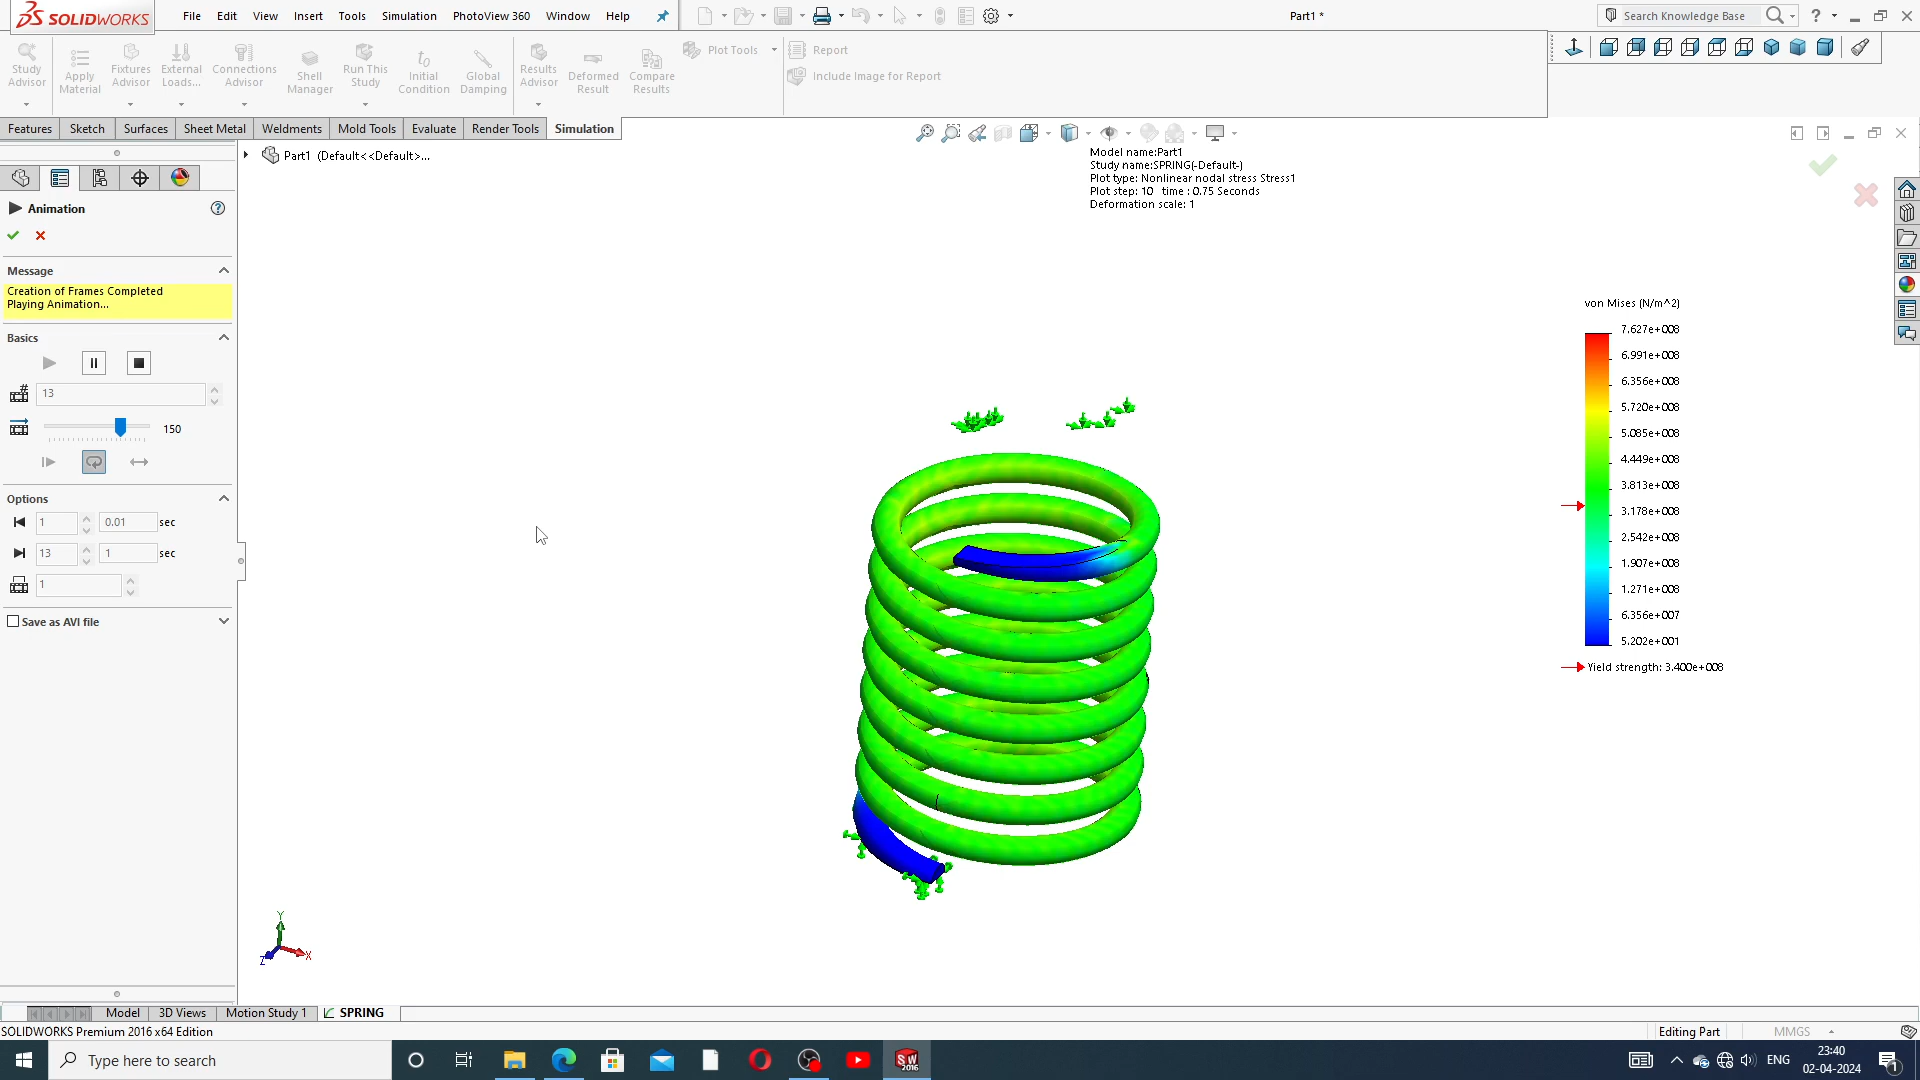 SOLIDWORKS
File Edit View Insert Tools Simulation PhotoView 360 Window Help
Part1 *
Search Knowledge Base
Study Advisor
Apply Material
Fixtures Advisor
External Loads...
Connections Advisor
Shell Manager
Run This Study
Initial Condition
Global Damping
Results Advisor
Deformed Result
Compare Results
Plot Tools
Report
Include Image for Report
Features Sketch Surfaces Sheet Metal Weldments Mold Tools Evaluate Render Tools Simulation
Part1 (Default<<Default>...
Model name:Part1
Study name:SPRING(-Default-)
Plot type: Nonlinear nodal stress Stress1
Plot step: 10 time : 0.75 Seconds
Deformation scale: 1
Animation
Message
Creation of Frames Completed
Playing Animation...
Basics
13
150
Options
1 0.01 sec
13 1 sec
1
Save as AVI file
von Mises (N/m^2)
7.627e+008
6.991e+008
6.356e+008
5.720e+008
5.085e+008
4.449e+008
3.813e+008
3.178e+008
2.542e+008
1.907e+008
1.271e+008
6.356e+007
5.202e+001
Yield strength: 3.400e+008
Y
X
Z
Model 3D Views Motion Study 1 SPRING
SOLIDWORKS Premium 2016 x64 Edition
Editing Part
MMGS
Type here to search
SW
2016
ENG
23:40
02-04-2024
1